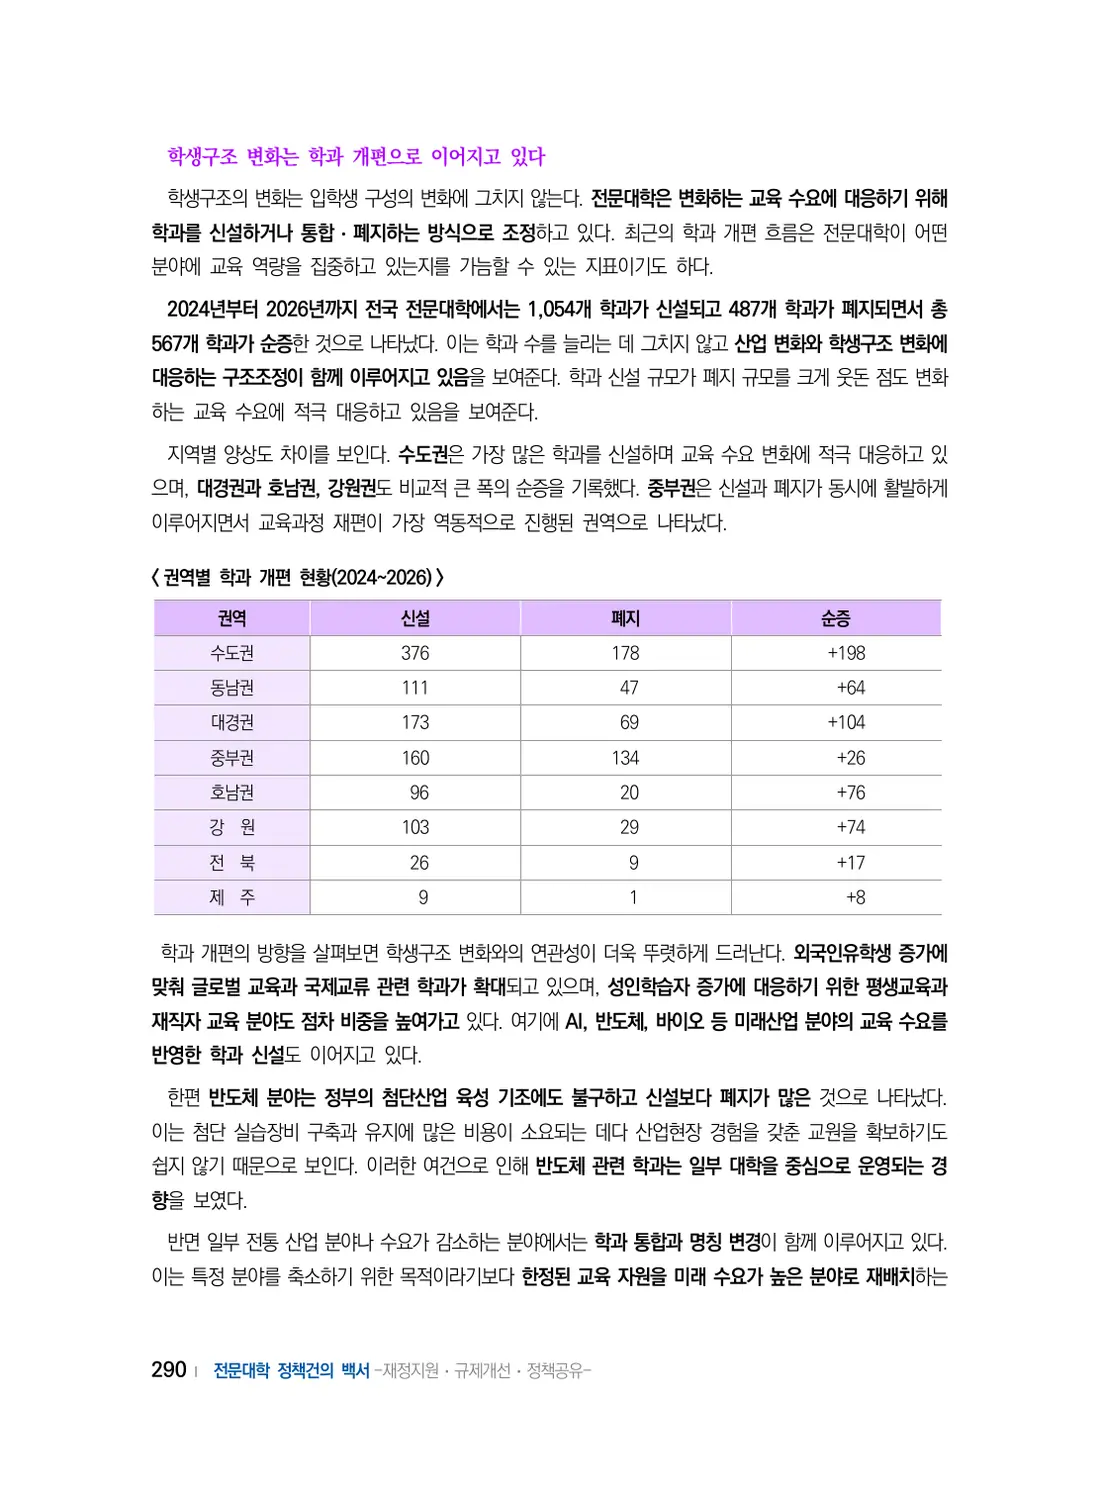 학생구조 변화는 학과 개편으로 이어지고 있다
학생구조의 변화는 입학생 구성의 변화에 그치지 않는다. 전문대학은 변화하는 교육 수요에 대응하기 위해
학과를 신설하거나 통합·폐지하는 방식으로 조정하고 있다. 최근의 학과 개편 흐름은 전문대학이 어떤
분야에 교육 역량을 집중하고 있는지를 가늠할 수 있는 지표이기도 하다.
2024년부터 2026년까지 전국 전문대학에서는 1,054개 학과가 신설되고 487개 학과가 폐지되면서 총
567개 학과가 순증한 것으로 나타났다. 이는 학과 수를 늘리는 데 그치지 않고 산업 변화와 학생구조 변화에
대응하는 구조조정이 함께 이루어지고 있음을 보여준다. 학과 신설 규모가 폐지 규모를 크게 웃돈 점도 변화
하는 교육 수요에 적극 대응하고 있음을 보여준다.
지역별 양상도 차이를 보인다. 수도권은 가장 많은 학과를 신설하며 교육 수요 변화에 적극 대응하고 있
으며, 대경권과 호남권, 강원권도 비교적 큰 폭의 순증을 기록했다. 중부권은 신설과 폐지가 동시에 활발하게
이루어지면서 교육과정 재편이 가장 역동적으로 진행된 권역으로 나타났다.
< 권역별 학과 개편 현황(2024~2026) >
권역 신설 폐지 순증
수도권 376 178 +198
동남권 111 47 +64
대경권 173 69 +104
중부권 160 134 +26
호남권 96 20 +76
강 원 103 29 +74
전 북 26 9 +17
제 주 9 1 +8
학과 개편의 방향을 살펴보면 학생구조 변화와의 연관성이 더욱 뚜렷하게 드러난다. 외국인유학생 증가에
맞춰 글로벌 교육과 국제교류 관련 학과가 확대되고 있으며, 성인학습자 증가에 대응하기 위한 평생교육과
재직자 교육 분야도 점차 비중을 높여가고 있다. 여기에 AI, 반도체, 바이오 등 미래산업 분야의 교육 수요를
반영한 학과 신설도 이어지고 있다.
한편 반도체 분야는 정부의 첨단산업 육성 기조에도 불구하고 신설보다 폐지가 많은 것으로 나타났다.
이는 첨단 실습장비 구축과 유지에 많은 비용이 소요되는 데다 산업현장 경험을 갖춘 교원을 확보하기도
쉽지 않기 때문으로 보인다. 이러한 여건으로 인해 반도체 관련 학과는 일부 대학을 중심으로 운영되는 경
향을 보였다.
반면 일부 전통 산업 분야나 수요가 감소하는 분야에서는 학과 통합과 명칭 변경이 함께 이루어지고 있다.
이는 특정 분야를 축소하기 위한 목적이라기보다 한정된 교육 자원을 미래 수요가 높은 분야로 재배치하는
290 | 전문대학 정책건의 백서 -재정지원·규제개선·정책공유-